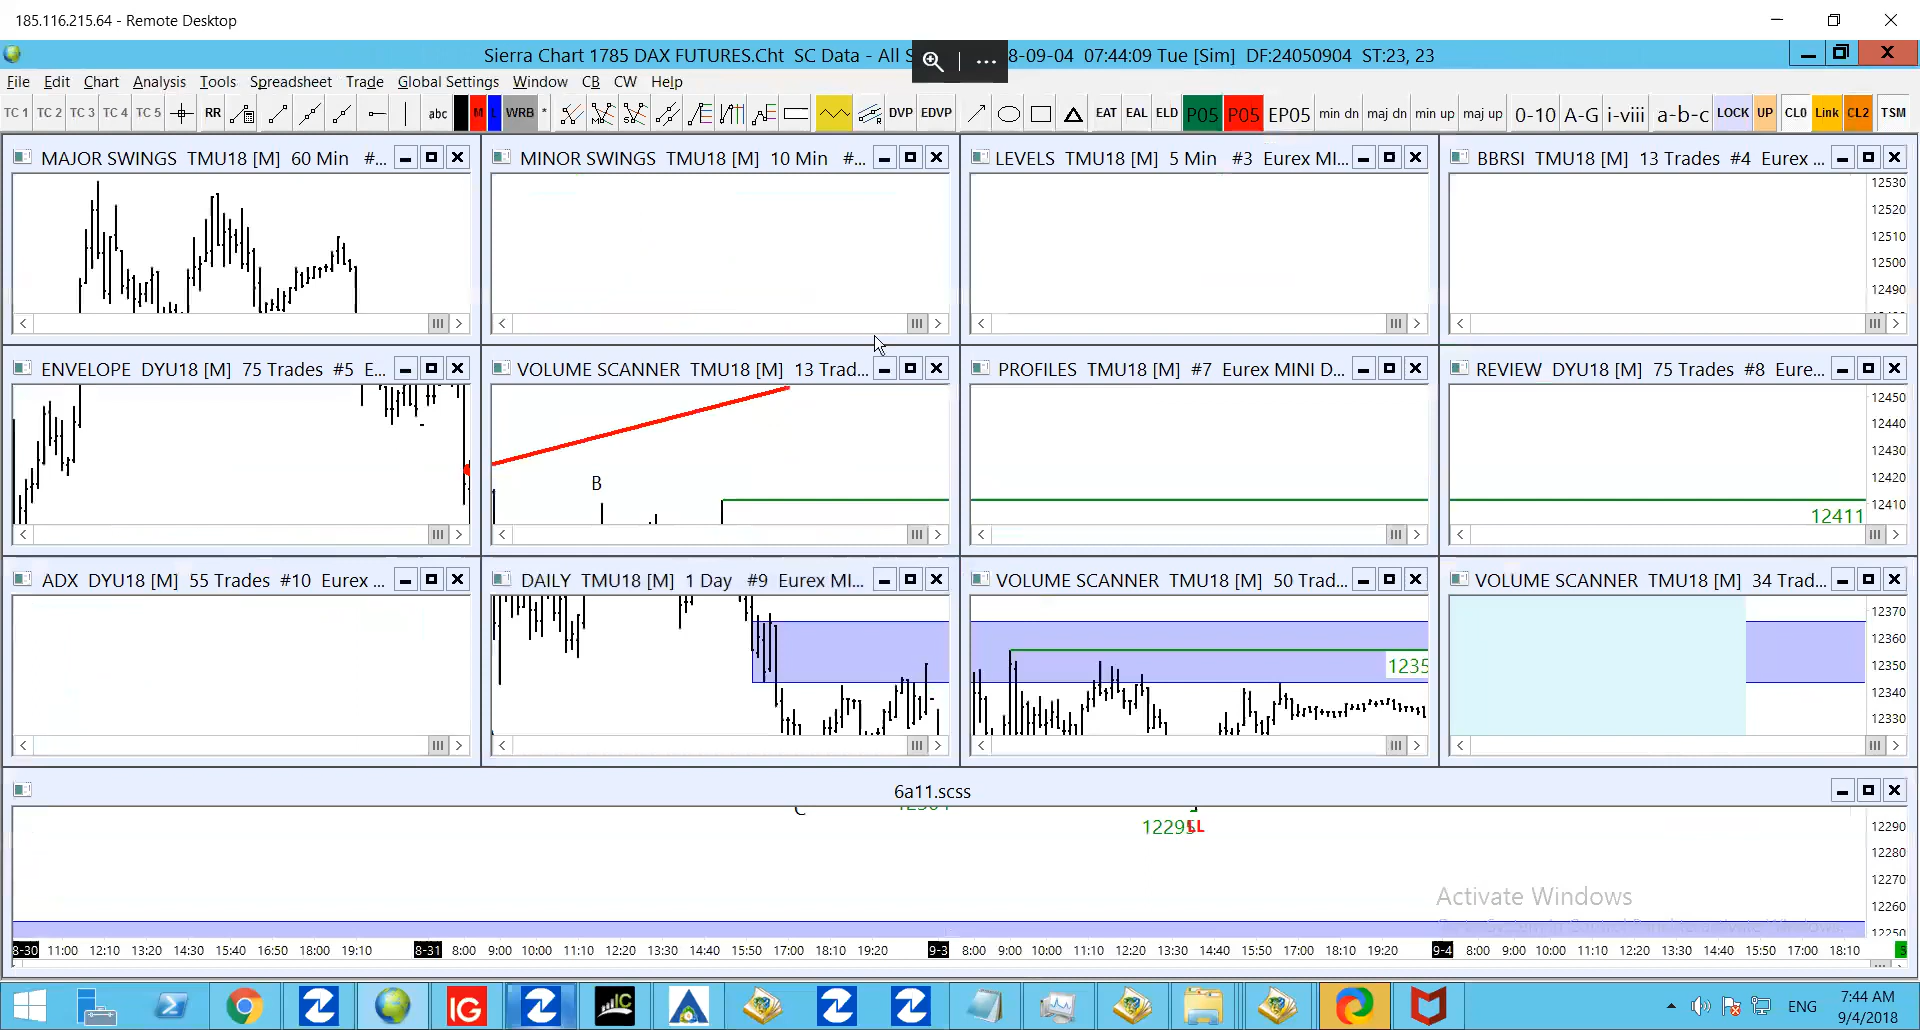 185.116.215.64 - Remote Desktop
Sierra Chart 1785 DAX FUTURES.Cht SC Data - All S 8-09-04 07:44:09 Tue [Sim] DF:24050904 ST:23, 23
File Edit Chart Analysis Tools Spreadsheet Trade Global Settings Window CB CW Help
TC 1 TC 2 TC 3 TC 4 TC 5 RR abc M L WRB * DVP EDVP EAT EAL ELD P05 P05 EP05 min dn maj dn min up maj up 0-10 A-G i-viii a-b-c LOCK UP CLO Link CL2 TSM
MAJOR SWINGS TMU18 [M] 60 Min #...
MINOR SWINGS TMU18 [M] 10 Min #...
LEVELS TMU18 [M] 5 Min #3 Eurex MI...
BBRSI TMU18 [M] 13 Trades #4 Eurex ...
12530
12520
12510
12500
12490
ENVELOPE DYU18 [M] 75 Trades #5 E...
VOLUME SCANNER TMU18 [M] 13 Trad...
PROFILES TMU18 [M] #7 Eurex MINI D...
REVIEW DYU18 [M] 75 Trades #8 Eure...
B
12450
12440
12430
12420
12410
12411
ADX DYU18 [M] 55 Trades #10 Eurex ...
DAILY TMU18 [M] 1 Day #9 Eurex MI...
VOLUME SCANNER TMU18 [M] 50 Trad...
VOLUME SCANNER TMU18 [M] 34 Trad...
1235
12370
12360
12350
12340
12330
6a11.scss
LL
12290
12280
12270
12260
12250
Activate Windows
8-30 11:00 12:10 13:20 14:30 15:40 16:50 18:00 19:10 8-31 8:00 9:00 10:00 11:10 12:20 13:30 14:40 15:50 17:00 18:10 19:20 9-3 8:00 9:00 10:00 11:10 12:20 13:30 14:40 15:50 17:00 18:10 19:20 9-4 8:00 9:00 10:00 11:10 12:20 13:30 14:40 15:50 17:00 18:10
IG
IC
ENG
7:44 AM
9/4/2018